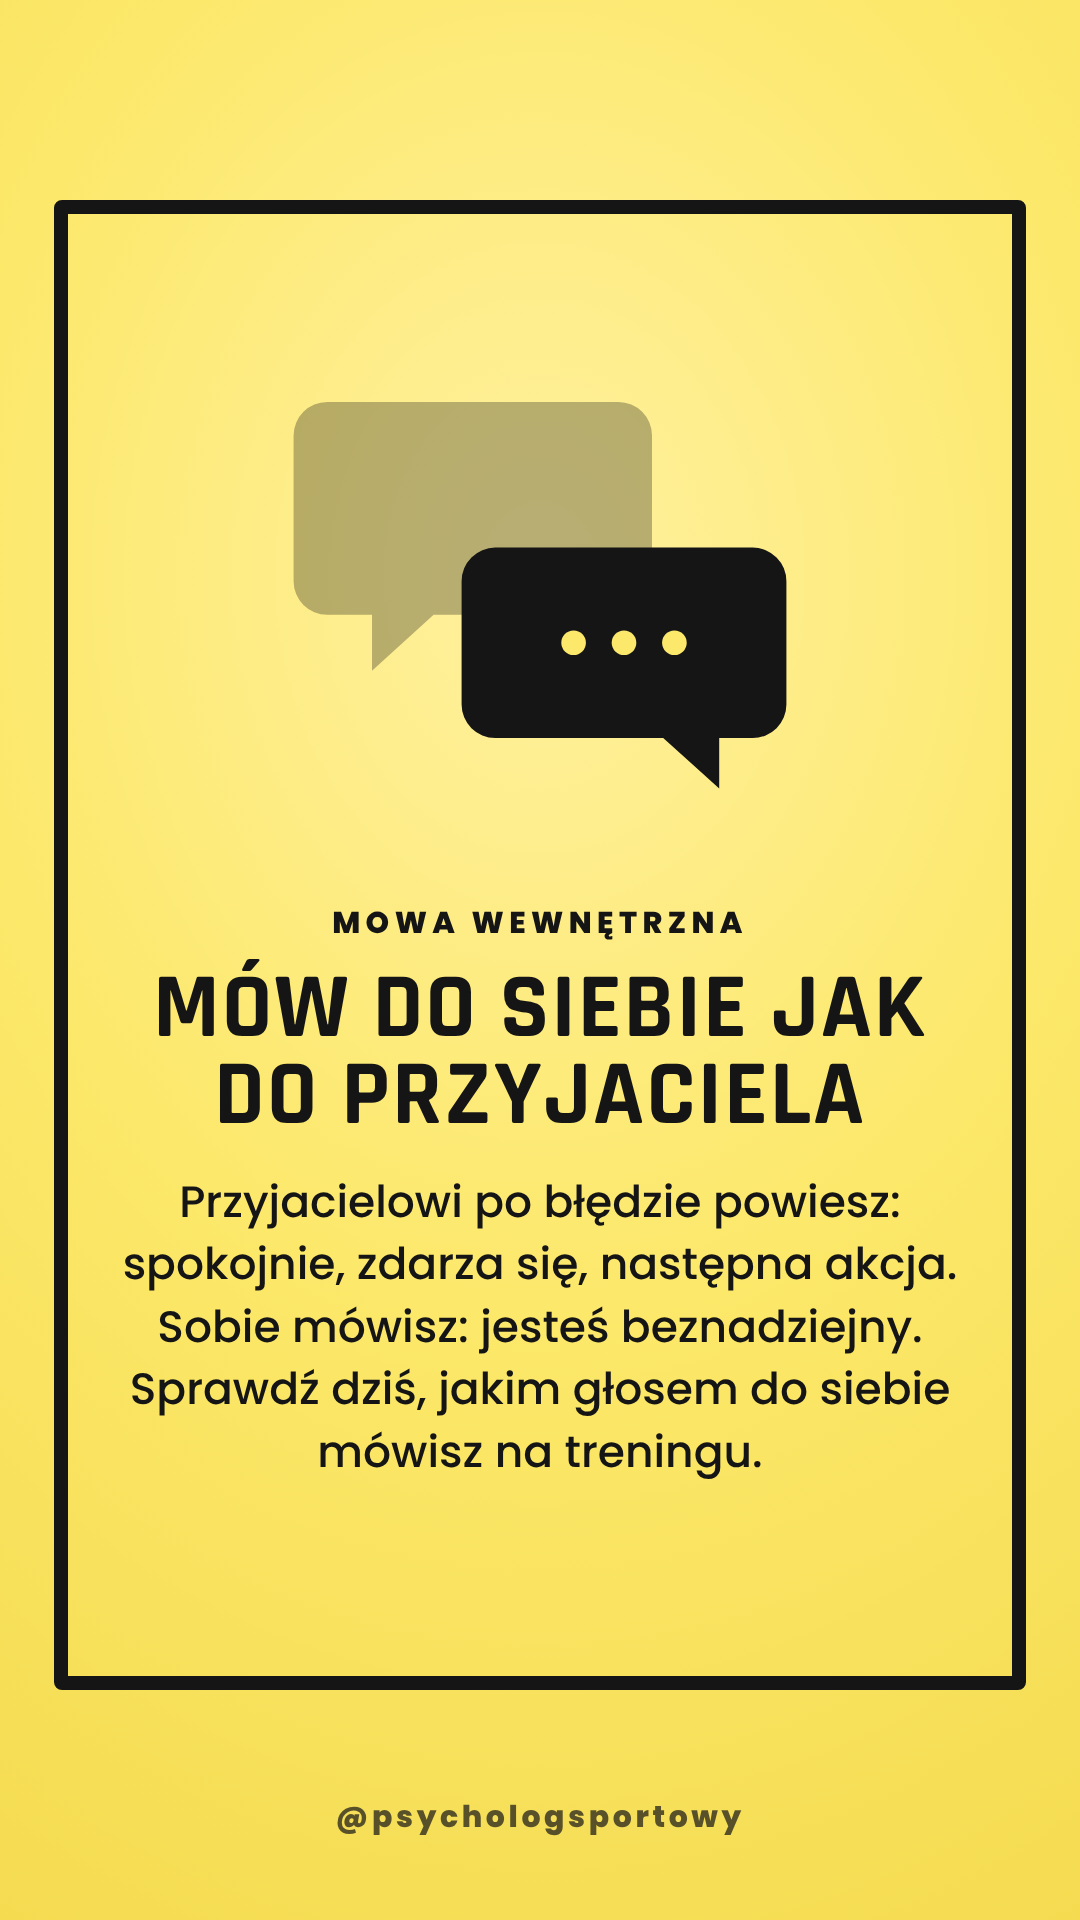 MOWA WEWNĘTRZNA
MÓW DO SIEBIE JAK
DO PRZYJACIELA
Przyjacielowi po błędzie powiesz:
spokojnie, zdarza się, następna akcja.
Sobie mówisz: jesteś beznadziejny.
Sprawdź dziś, jakim głosem do siebie
mówisz na treningu.
@psychologsportowy